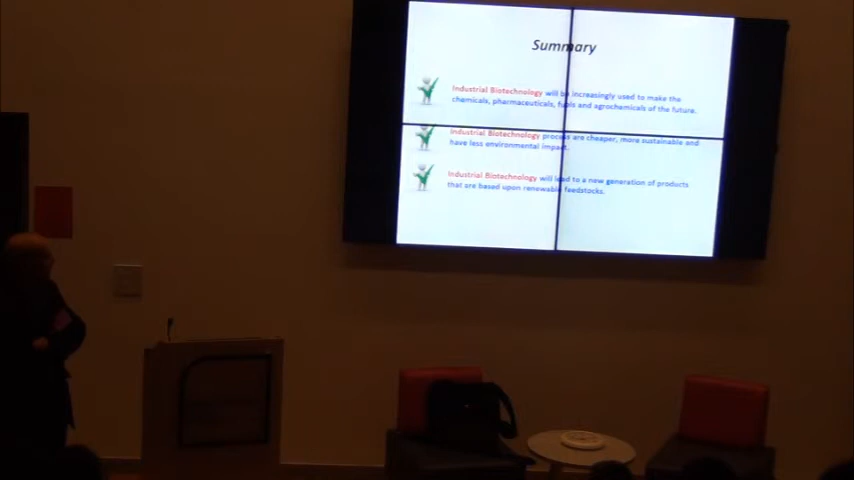 Summary
Industrial Biotechnology will be increasingly used to make the
chemicals, pharmaceuticals, fuels and agrochemicals of the future.
Industrial Biotechnology process are cheaper, more sustainable and
have less environmental impact.
Industrial Biotechnology will lead to a new generation of products
that are based upon renewable feedstocks.